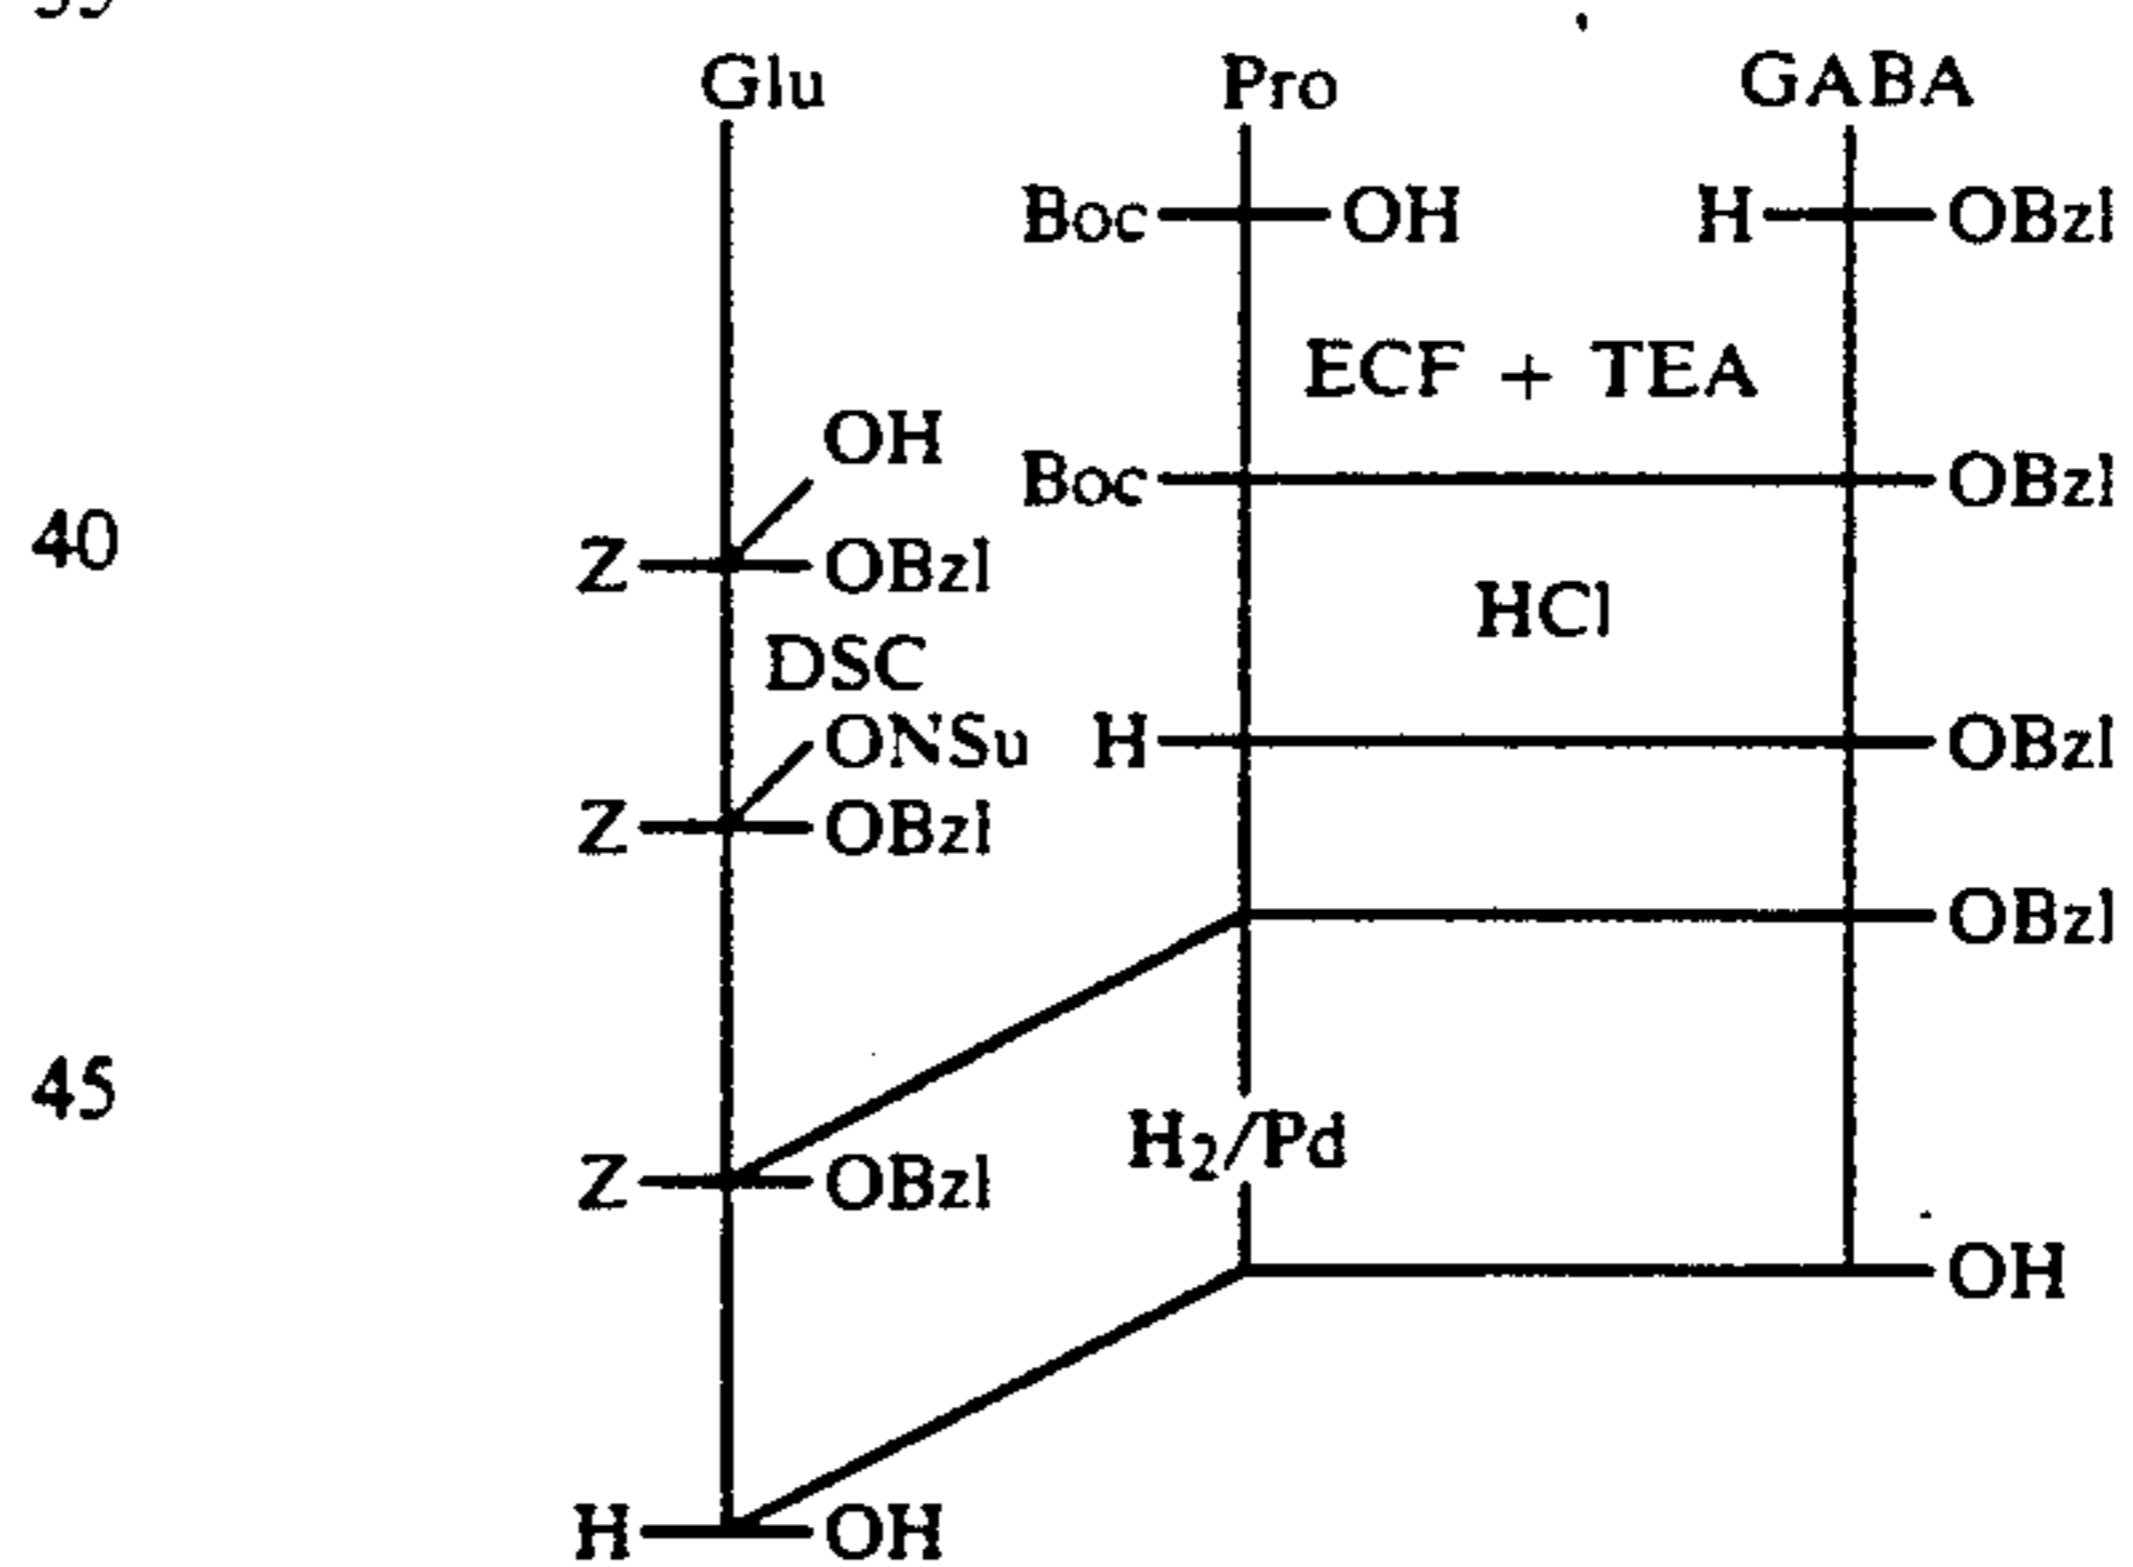 Glu Pro GABA
Boc OH H OBzl
ECF + TEA
OH
Boc OBzl
40
Z OBzl
HCl
DSC
ONSu
H OBzl
Z OBzl
OBzl
45
H2/Pd
Z OBzl
OH
H OH